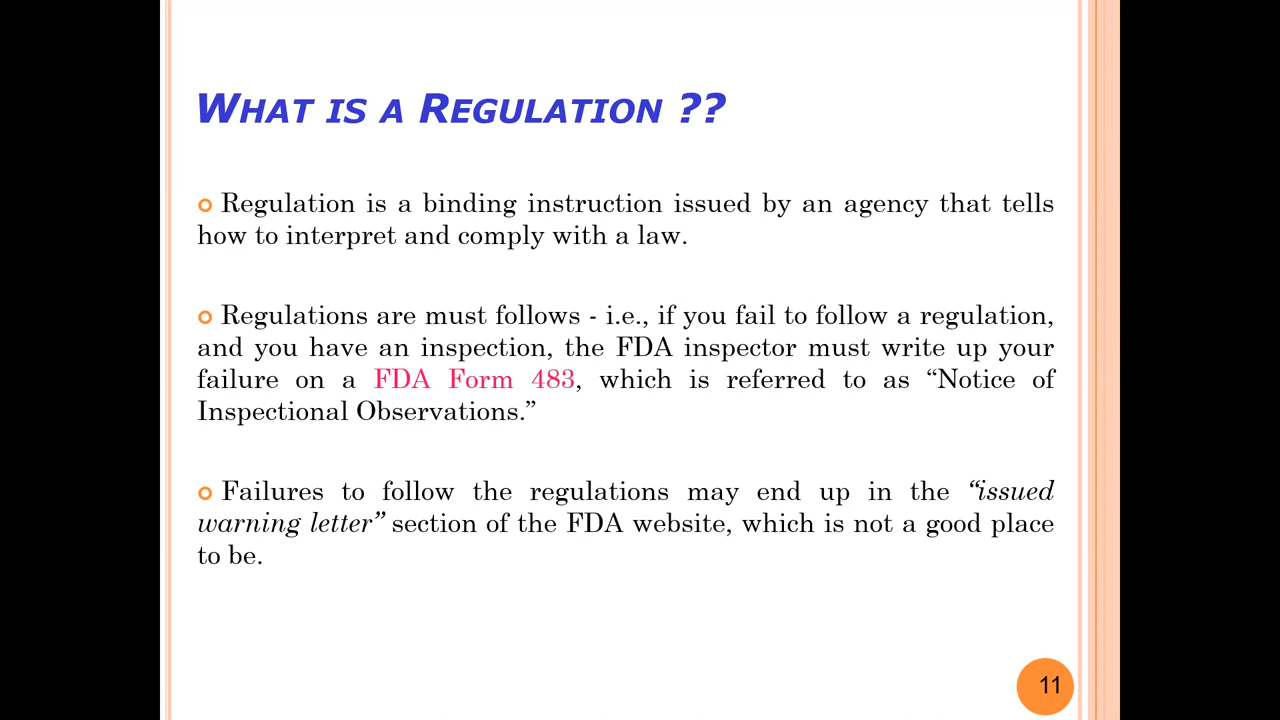 WHAT IS A REGULATION ??
Regulation is a binding instruction issued by an agency that tells
how to interpret and comply with a law.
Regulations are must follows - i.e., if you fail to follow a regulation,
and you have an inspection, the FDA inspector must write up your
failure on a FDA Form 483, which is referred to as “Notice of
Inspectional Observations.”
Failures to follow the regulations may end up in the “issued
warning letter” section of the FDA website, which is not a good place
to be.
11